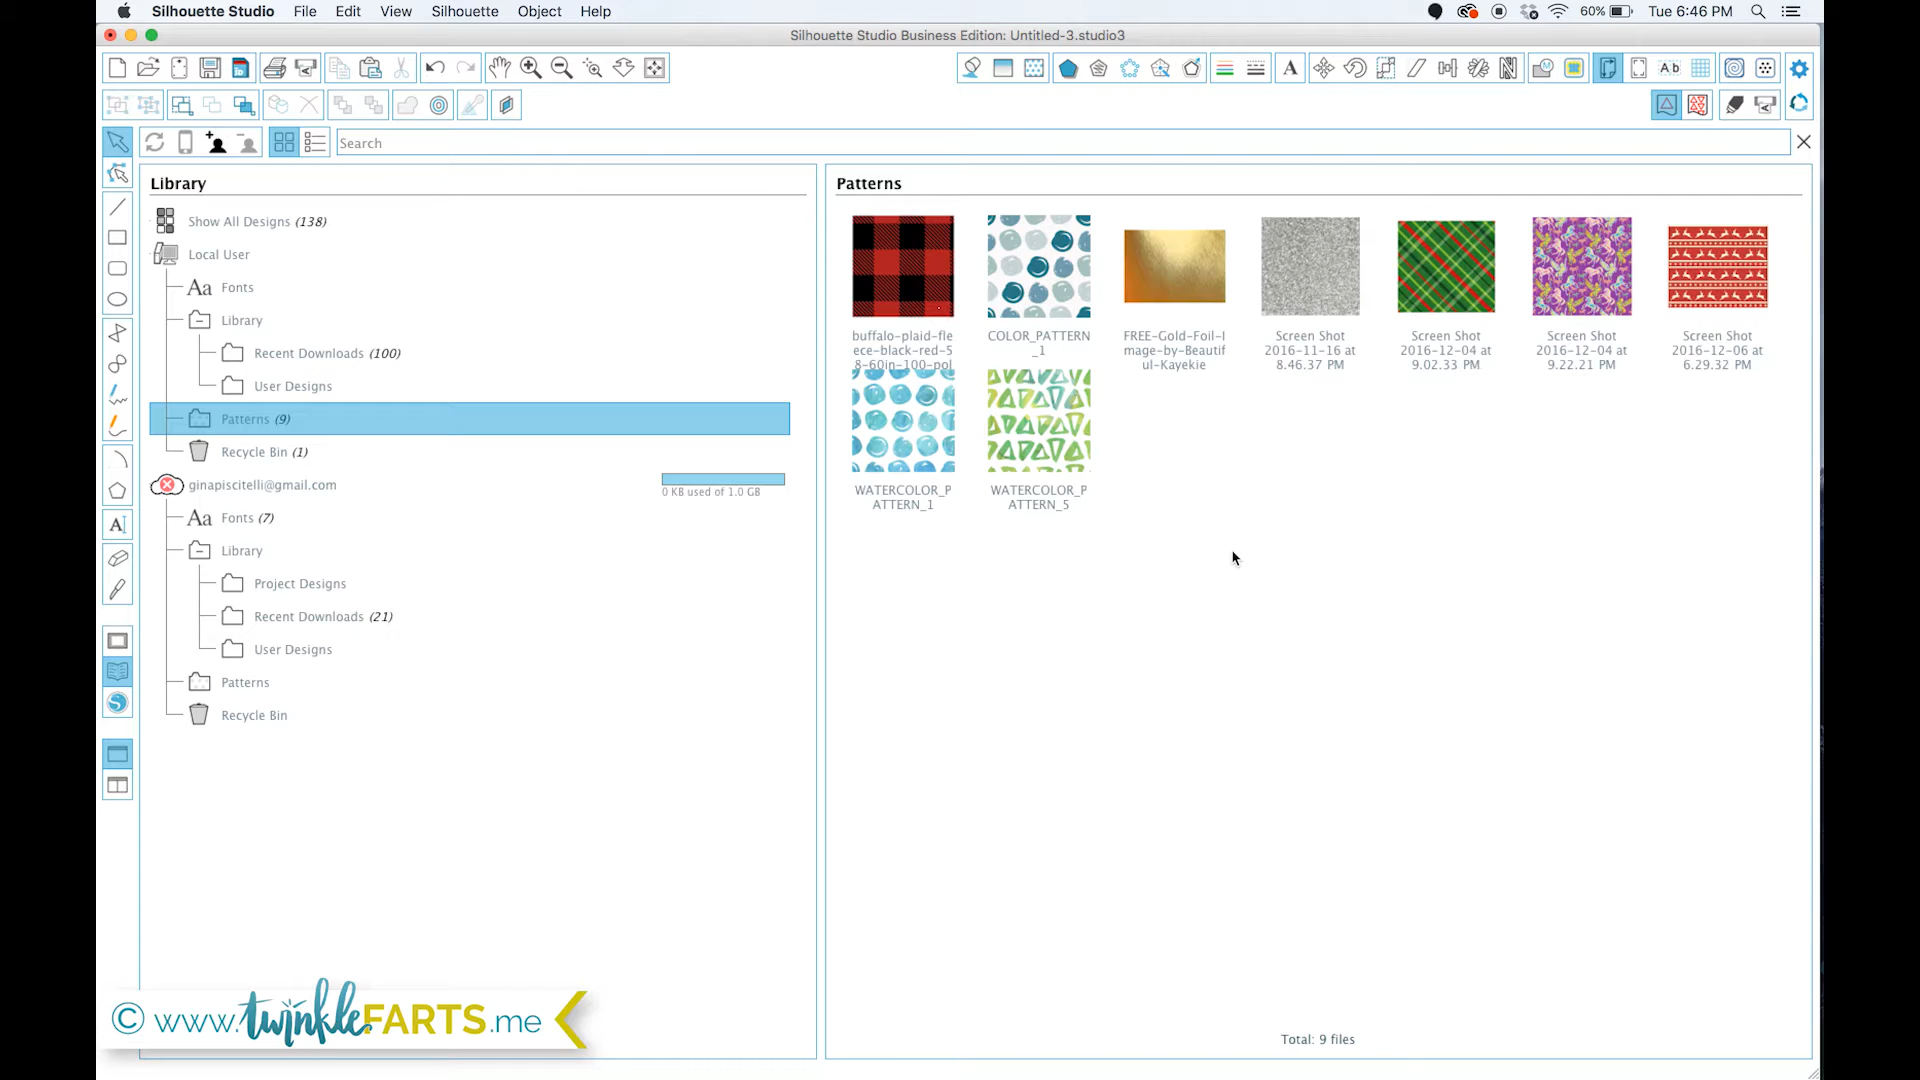 Silhouette Studio File Edit View Silhouette Object Help 60% Tue 6:46 PM
Silhouette Studio Business Edition: Untitled-3.studio3
Search
Library
Show All Designs (138)
Local User
Fonts
Library
Recent Downloads (100)
User Designs
Patterns (9)
Recycle Bin (1)
ginapiscitelli@gmail.com
0 KB used of 1.0 GB
Fonts (7)
Library
Project Designs
Recent Downloads (21)
User Designs
Patterns
Recycle Bin
Patterns
buffalo-plaid-fle
ece-black-red-5
8-60in-100-pol
COLOR_PATTERN
_1
FREE-Gold-Foil-I
mage-by-Beautif
ul-Kayekie
Screen Shot
2016-11-16 at
8.46.37 PM
Screen Shot
2016-12-04 at
9.02.33 PM
Screen Shot
2016-12-04 at
9.22.21 PM
Screen Shot
2016-12-06 at
6.29.32 PM
WATERCOLOR_P
ATTERN_1
WATERCOLOR_P
ATTERN_5
Total: 9 files
© www.twinkleFARTS.me